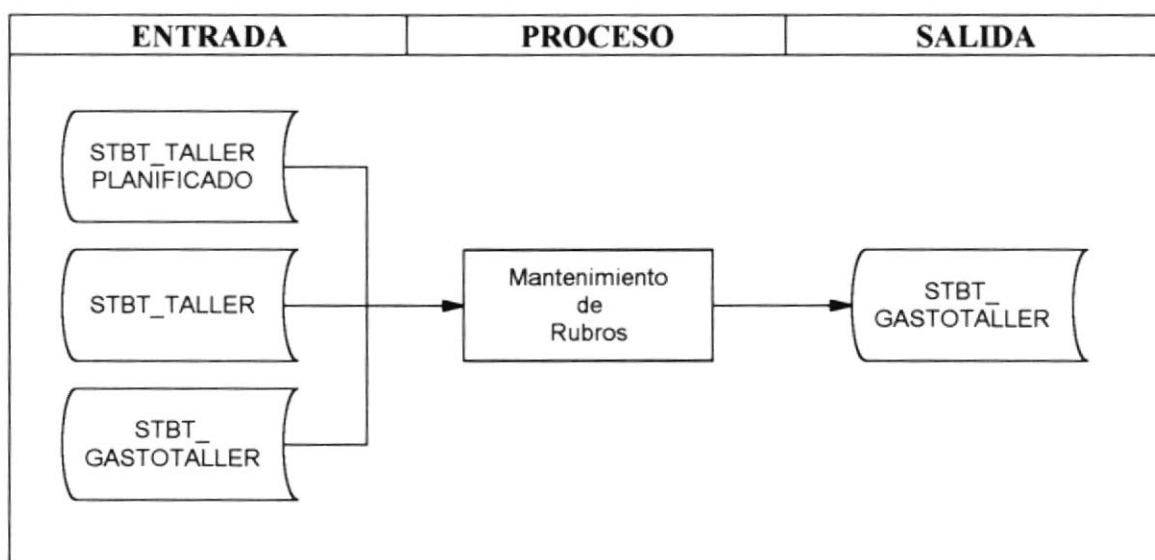 ENTRADA
PROCESO
SALIDA
STBT_TALLER
PLANIFICADO
STBT_TALLER
STBT_
GASTOTALLER
Mantenimiento
de
Rubros
STBT_
GASTOTALLER